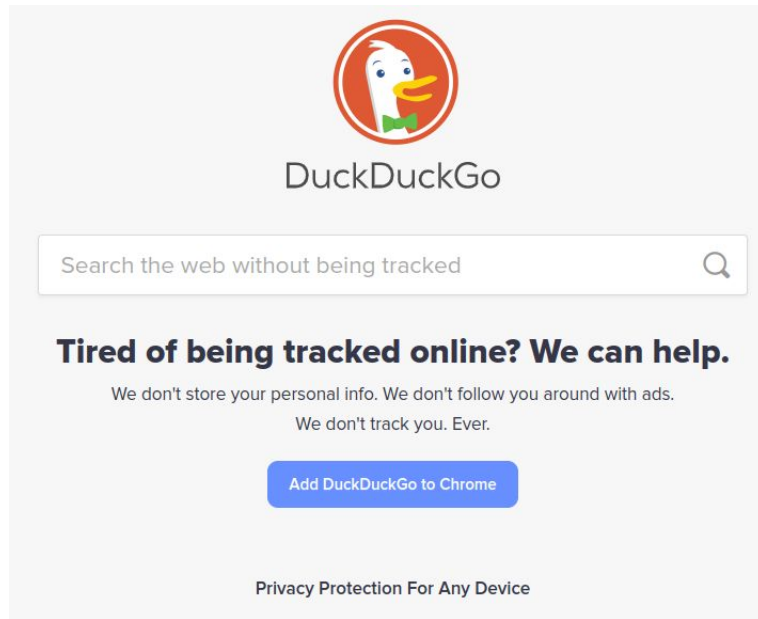 DuckDuckGo
Search the web without being tracked
Tired of being tracked online? We can help.
We don't store your personal info. We don't follow you around with ads.
We don't track you. Ever.
Add DuckDuckGo to Chrome
Privacy Protection For Any Device